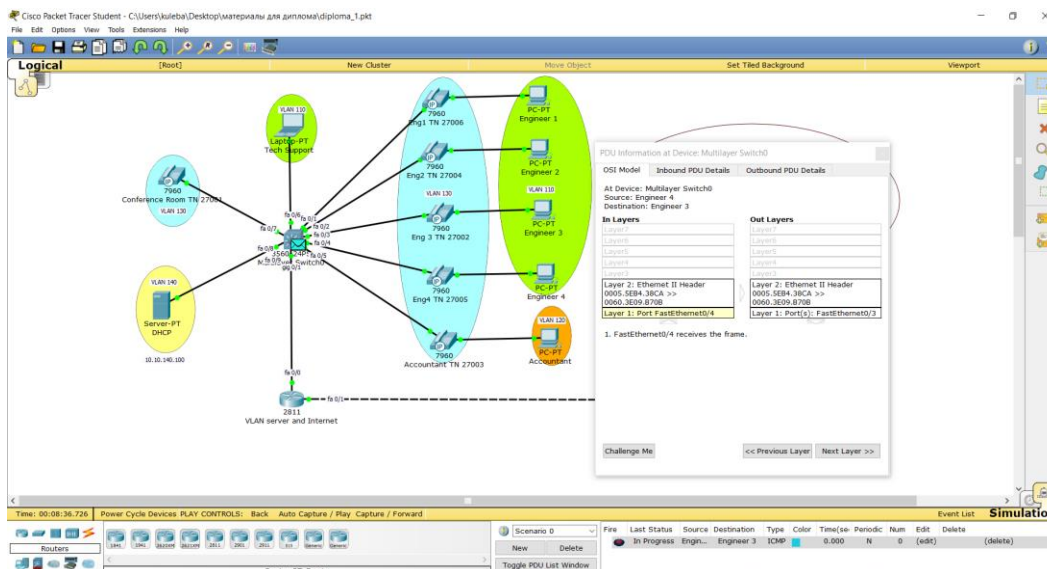 Cisco Packet Tracer Student - C:\Users\kuleba\Desktop\материалы для диплома\diploma_1.pkt
File Edit Options View Tools Extensions Help
Logical [Root] New Cluster Move Object Set Tiled Background Viewport
VLAN 110
Laptop-PT
Tech Support
7960
Conference Room TN 27001
VLAN 130
VLAN 140
Server-PT
DHCP
10.10.140.100
fa 0/6
fa 0/1
fa 0/7
fa 0/2
fa 0/3
fa 0/8
fa 0/4
fa 0/5
gig 0/1
Switch0
fa 0/0
2811
VLAN server and Internet
fa 0/1
7960
Eng1 TN 27006
7960
Eng2 TN 27004
VLAN 130
7960
Eng 3 TN 27002
7960
Eng4 TN 27005
7960
Accountant TN 27003
PC-PT
Engineer 1
PC-PT
Engineer 2
VLAN 110
PC-PT
Engineer 3
PC-PT
Engineer 4
VLAN 120
PC-PT
Accountant
PDU Information at Device: Multilayer Switch0
OSI Model Inbound PDU Details Outbound PDU Details
At Device: Multilayer Switch0
Source: Engineer 4
Destination: Engineer 3
In Layers Out Layers
Layer7 Layer7
Layer6 Layer6
Layer5 Layer5
Layer4 Layer4
Layer3 Layer3
Layer 2: Ethernet II Header Layer 2: Ethernet II Header
0005.5EB4.38CA >> 0005.5EB4.38CA >>
0060.3E09.B70B 0060.3E09.B70B
Layer 1: Port FastEthernet0/4 Layer 1: Port(s): FastEthernet0/3
1. FastEthernet0/4 receives the frame.
Challenge Me << Previous Layer Next Layer >>
Time: 00:08:36.726 Power Cycle Devices PLAY CONTROLS: Back Auto Capture / Play Capture / Forward Event List Simulatio
Routers
1841 1941 2811 2901 2911 Generic Generic
Scenario 0
New Delete
Toggle PDU List Window
Fire Last Status Source Destination Type Color Time(se Periodic Num Edit Delete
In Progress Engin... Engineer 3 ICMP 0.000 N 0 (edit) (delete)